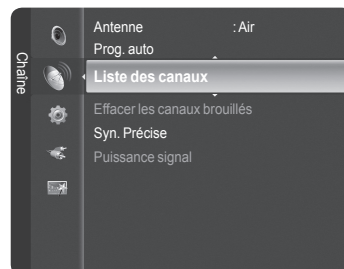 Chaîne
Antenne : Air
Prog. auto
Liste des canaux
Effacer les canaux brouillés
Syn. Précise
Puissance signal